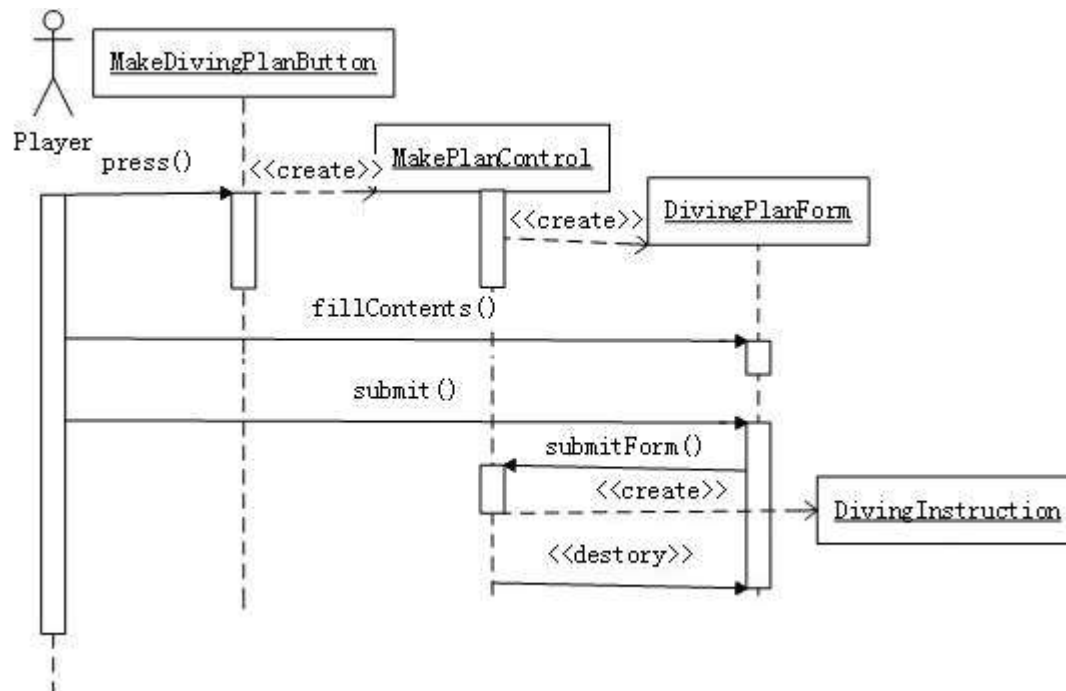 MakeDivingPlanButton
Player
press()
<<create>>
MakePlanControl
<<create>>
DivingPlanForm
fillContents()
submit()
submitForm()
<<create>>
DivingInstruction
<<destory>>